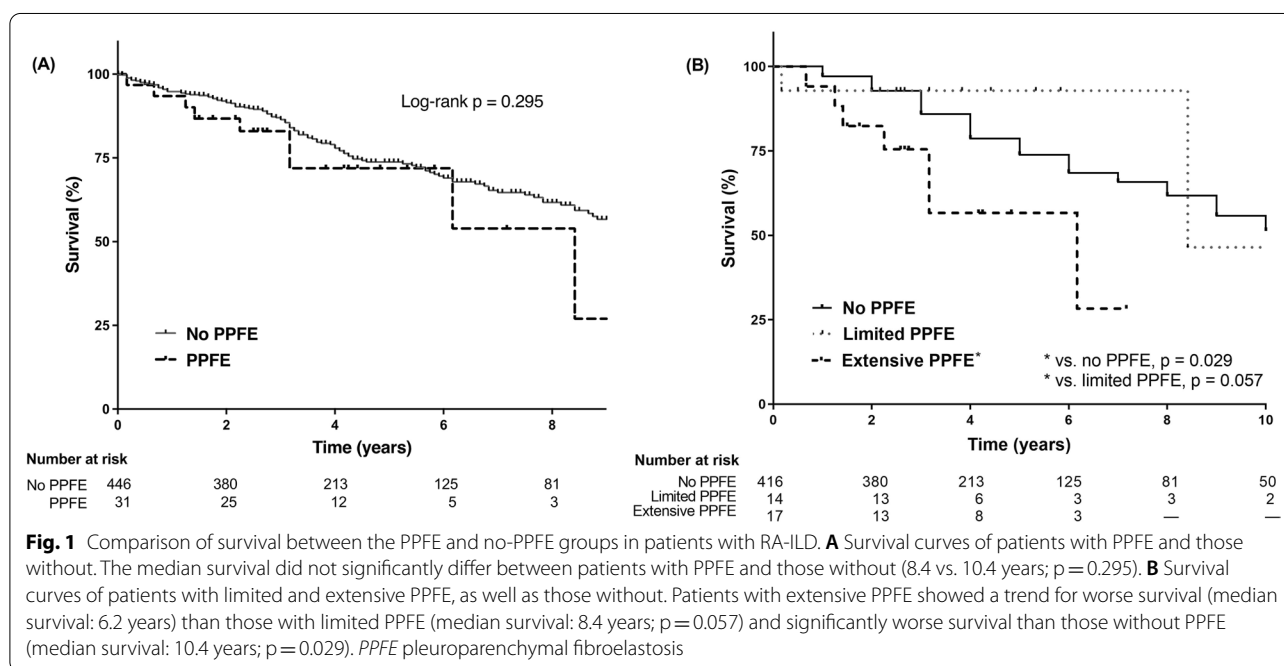 (A)
Survival (%)
100
75
50
25
0
Log-rank p = 0.295
No PPFE
PPFE
0 2 4 6 8
Time (years)
Number at risk
No PPFE 446 380 213 125 81
PPFE 31 25 12 5 3
(B)
Survival (%)
100
75
50
25
0
No PPFE
Limited PPFE
Extensive PPFE*
* vs. no PPFE, p = 0.029
* vs. limited PPFE, p = 0.057
0 2 4 6 8 10
Time (years)
Number at risk
No PPFE 416 380 213 125 81 50
Limited PPFE 14 13 6 3 3 2
Extensive PPFE 17 13 8 3 — —
Fig. 1 Comparison of survival between the PPFE and no-PPFE groups in patients with RA-ILD. A Survival curves of patients with PPFE and those
without. The median survival did not significantly differ between patients with PPFE and those without (8.4 vs. 10.4 years; p = 0.295). B Survival
curves of patients with limited and extensive PPFE, as well as those without. Patients with extensive PPFE showed a trend for worse survival (median
survival: 6.2 years) than those with limited PPFE (median survival: 8.4 years; p = 0.057) and significantly worse survival than those without PPFE
(median survival: 10.4 years; p = 0.029). PPFE pleuroparenchymal fibroelastosis